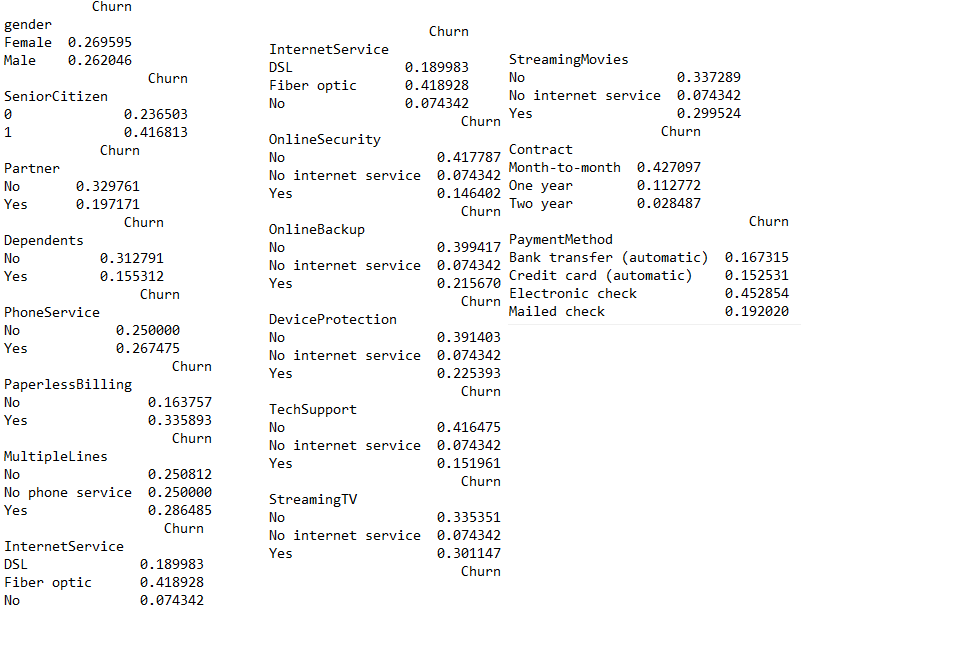 Churn
gender
Female 0.269595
Male 0.262046
Churn
SeniorCitizen
0 0.236503
1 0.416813
Churn
Partner
No 0.329761
Yes 0.197171
Churn
Dependents
No 0.312791
Yes 0.155312
Churn
PhoneService
No 0.250000
Yes 0.267475
Churn
PaperlessBilling
No 0.163757
Yes 0.335893
Churn
MultipleLines
No 0.250812
No phone service 0.250000
Yes 0.286485
Churn
InternetService
DSL 0.189983
Fiber optic 0.418928
No 0.074342
Churn
InternetService
DSL 0.189983
Fiber optic 0.418928
No 0.074342
Churn
OnlineSecurity
No 0.417787
No internet service 0.074342
Yes 0.146402
Churn
OnlineBackup
No 0.399417
No internet service 0.074342
Yes 0.215670
Churn
DeviceProtection
No 0.391403
No internet service 0.074342
Yes 0.225393
Churn
TechSupport
No 0.416475
No internet service 0.074342
Yes 0.151961
Churn
StreamingTV
No 0.335351
No internet service 0.074342
Yes 0.301147
Churn
StreamingMovies
No 0.337289
No internet service 0.074342
Yes 0.299524
Churn
Contract
Month-to-month 0.427097
One year 0.112772
Two year 0.028487
Churn
PaymentMethod
Bank transfer (automatic) 0.167315
Credit card (automatic) 0.152531
Electronic check 0.452854
Mailed check 0.192020